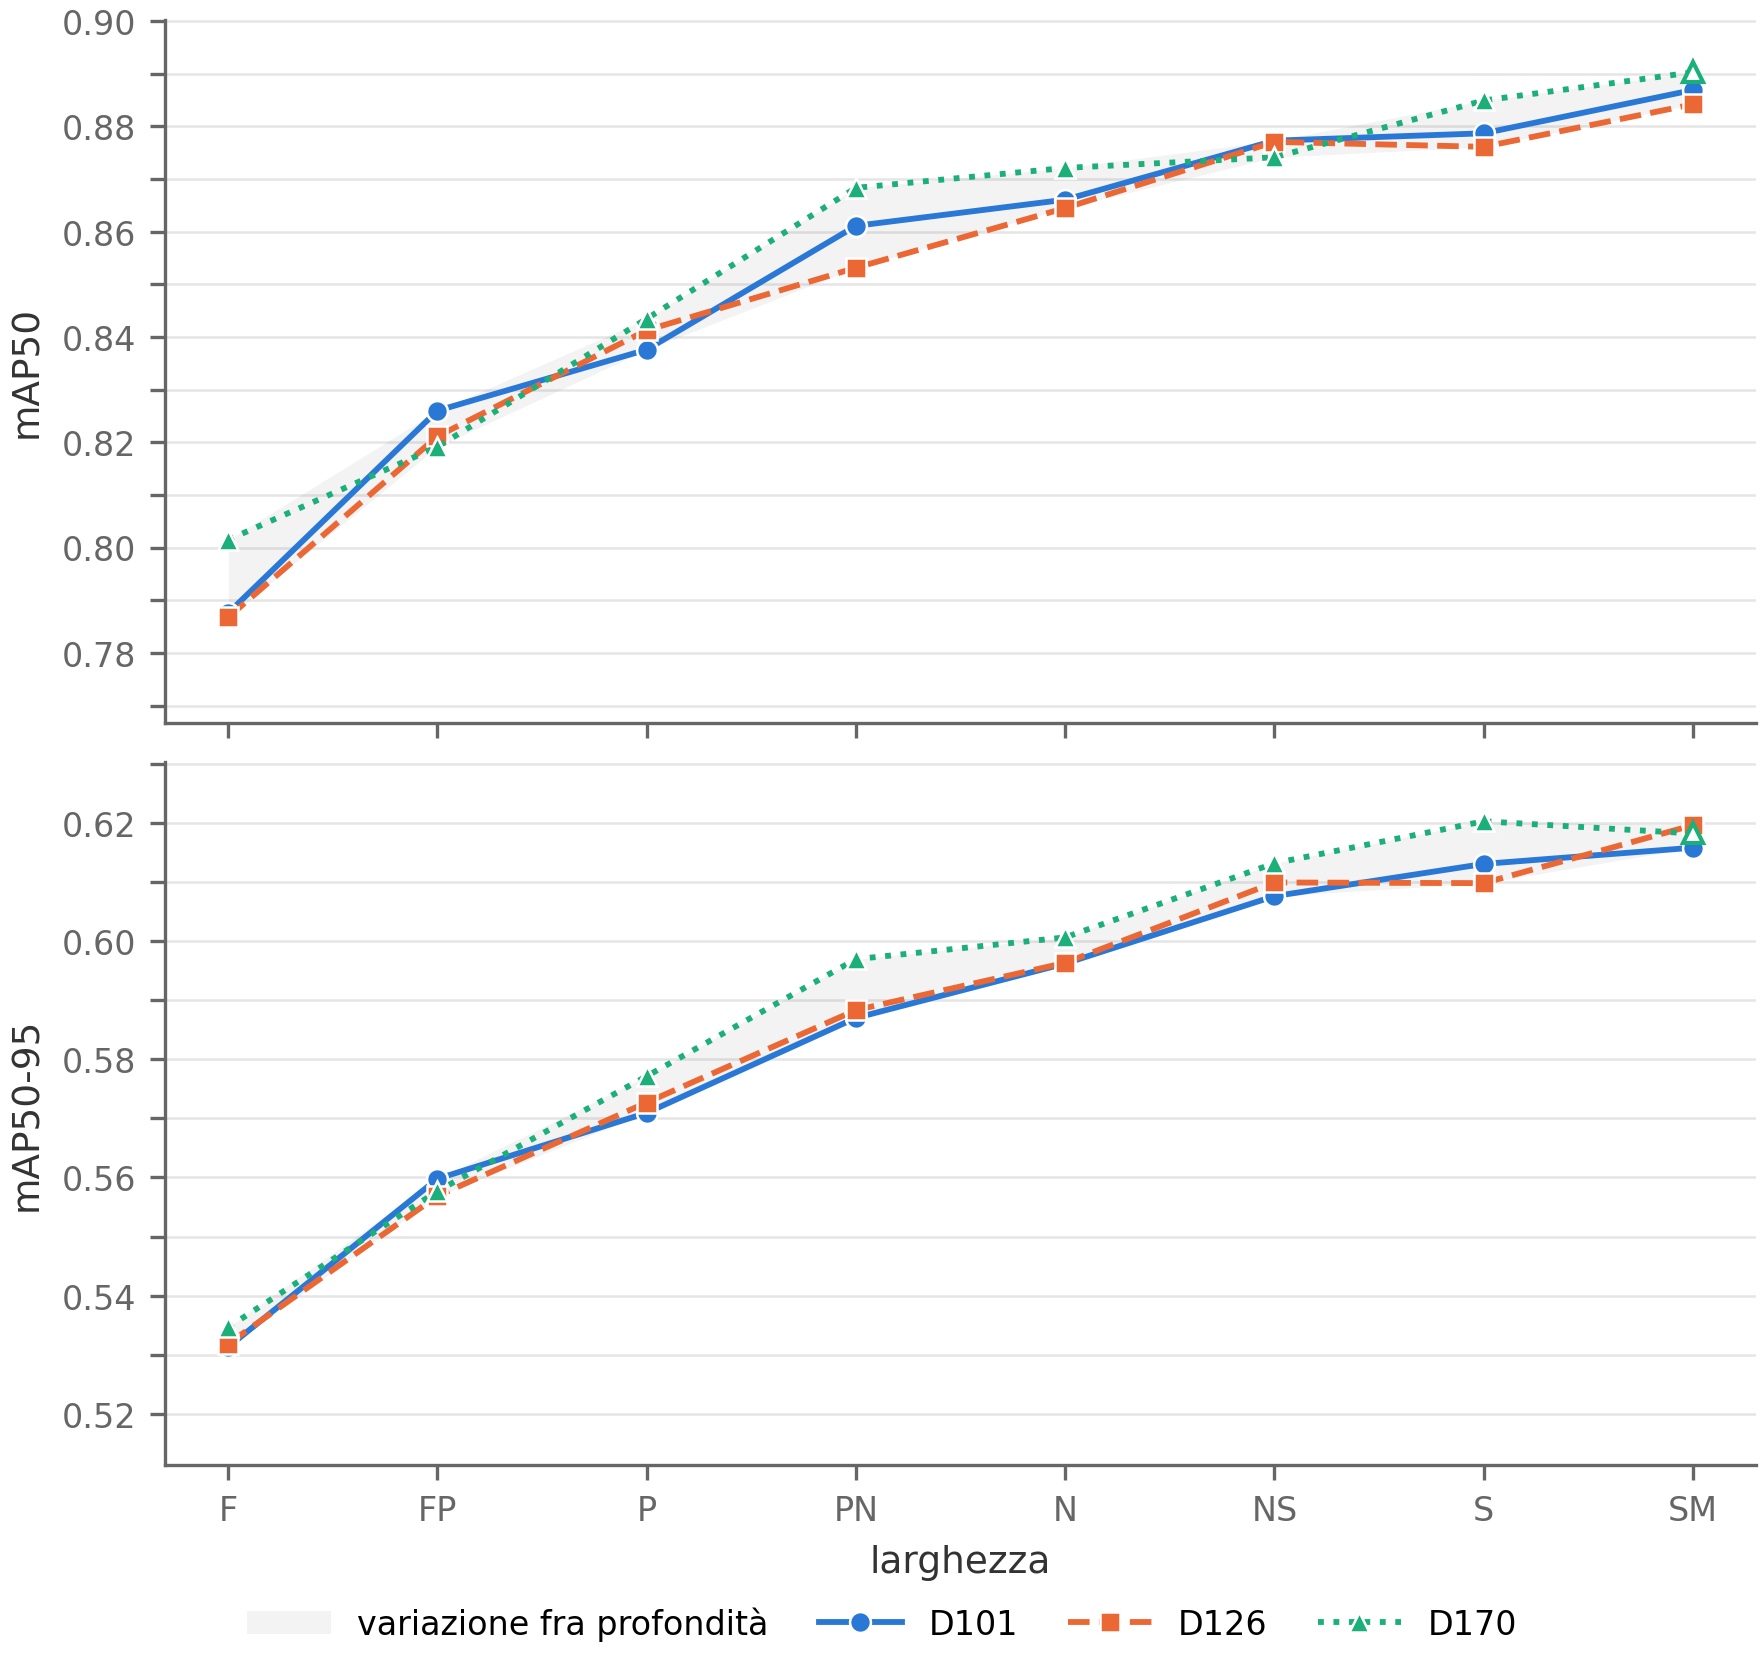 0.90
0.88
0.86
0.84
0.82
0.80
0.78
mAP50
0.62
0.60
0.58
0.56
0.54
0.52
mAP50-95
F FP P PN N NS S SM
larghezza
variazione fra profondità D101 D126 D170